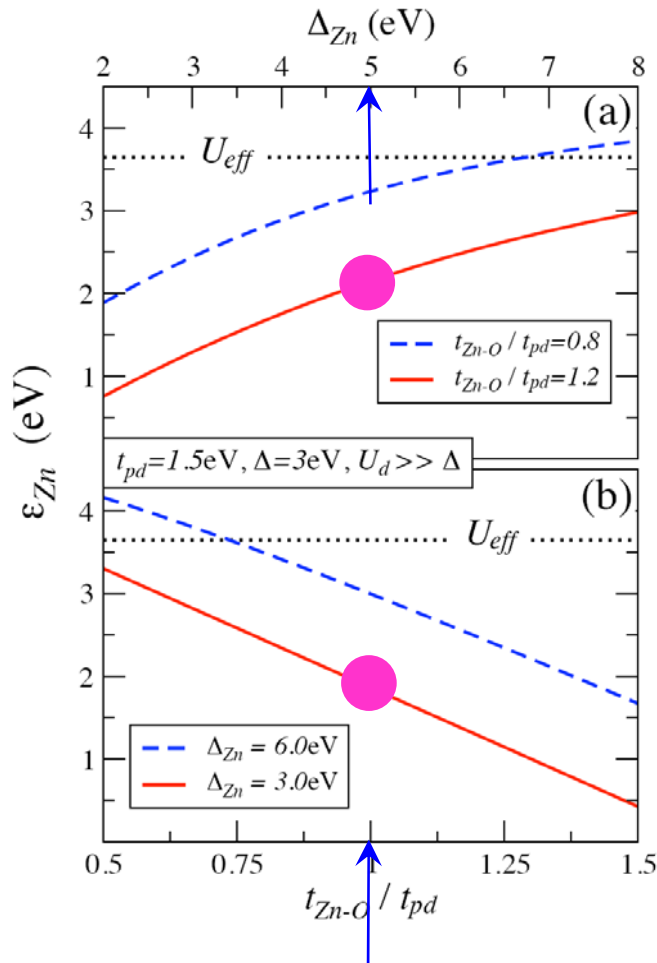 Δ_Zn (eV)
2 3 4 5 6 7 8
(a)
4
U_eff
3
2
t_Zn-O / t_pd=0.8
t_Zn-O / t_pd=1.2
1
ε_Zn (eV)
t_pd=1.5eV, Δ=3eV, U_d >> Δ
(b)
4
U_eff
3
2
Δ_Zn = 6.0eV
Δ_Zn = 3.0eV
1
0.5 0.75 1 1.25 1.5
t_Zn-O / t_pd